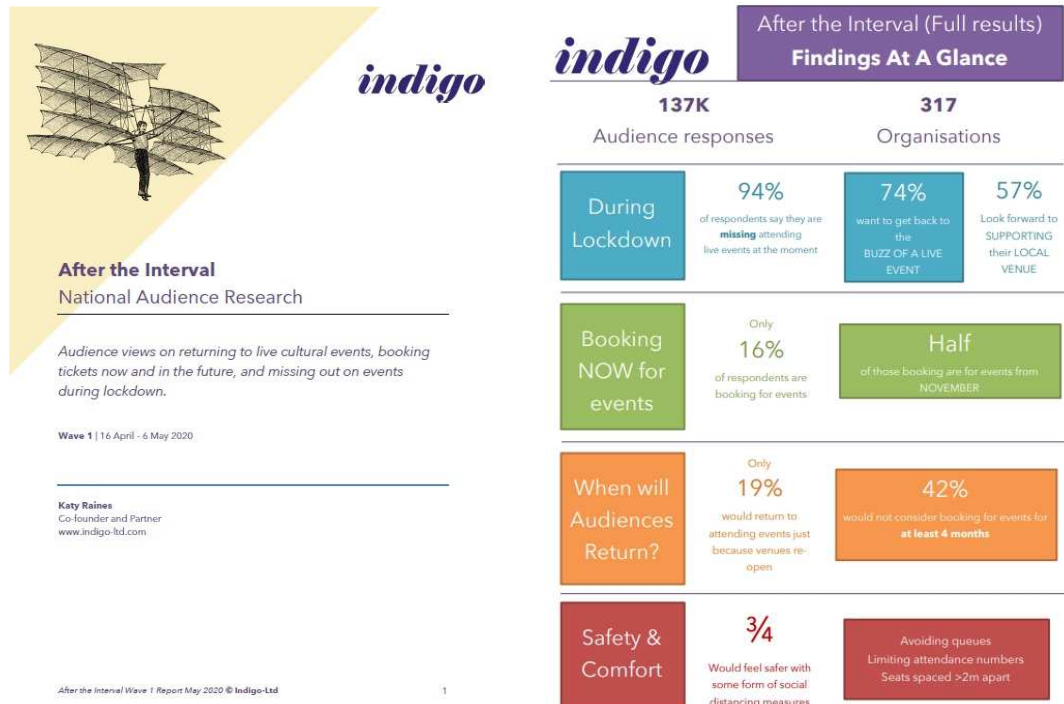 indigo
After the Interval
National Audience Research
Audience views on returning to live cultural events, booking
tickets now and in the future, and missing out on events
during lockdown.
Wave 1 | 16 April - 6 May 2020
Katy Raines
Co-founder and Partner
www.indigo-ltd.com
After the Interval Wave 1 Report May 2020 © Indigo-Ltd
1
indigo
After the Interval (Full results)
Findings At A Glance
137K
Audience responses
317
Organisations
During
Lockdown
94%
of respondents say they are
missing attending
live events at the moment
74%
want to get back to
the
BUZZ OF A LIVE
EVENT
57%
Look forward to
SUPPORTING
their LOCAL
VENUE
Booking
NOW for
events
Only
16%
of respondents are
booking for events
Half
of those booking are for events from
NOVEMBER
When will
Audiences
Return?
Only
19%
would return to
attending events just
because venues re-
open
42%
would not consider booking for events for
at least 4 months
Safety &
Comfort
¾
Would feel safer with
some form of social
distancing measures
Avoiding queues
Limiting attendance numbers
Seats spaced >2m apart